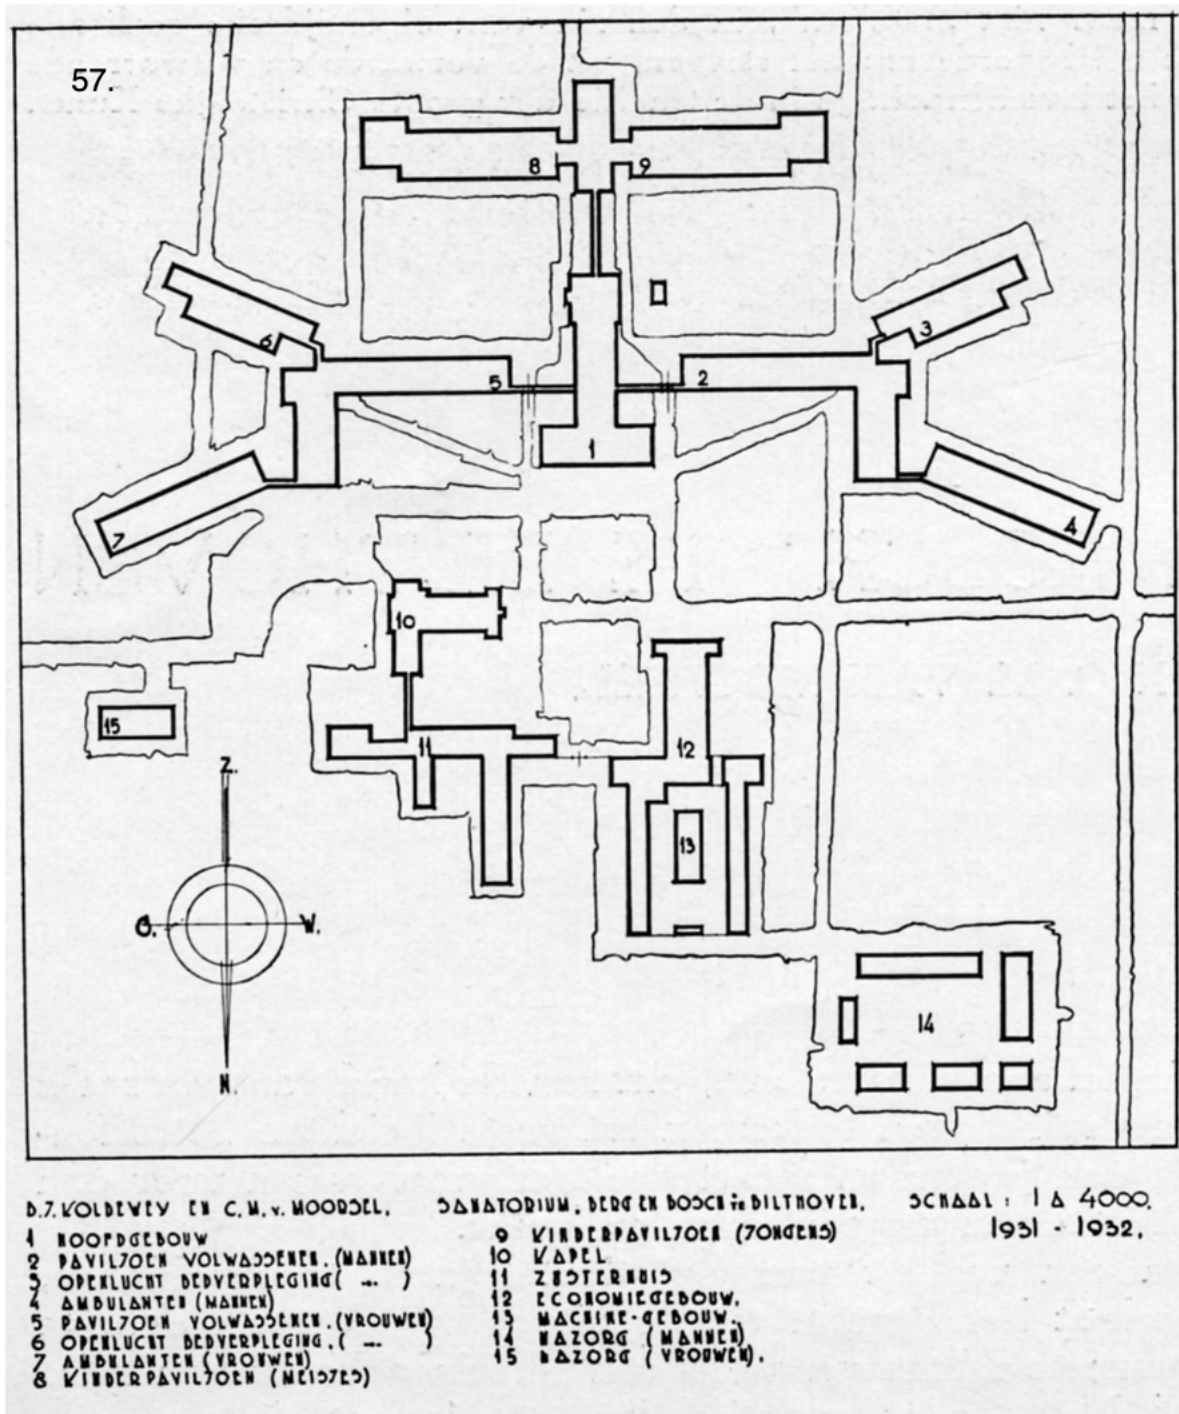 57.
8
9
6
3
5
2
1
7
4
10
15
11
12
Z.
13
O.
W.
14
N.
B.J. KOLDEWEY EN C.M. v. MOORSEL. SANATORIUM, BERG EN BOSCH te BILTHOVEN. SCHAAL : 1 À 4000.
1931 - 1932.
1 HOOFDGEBOUW
2 PAVILJOEN VOLWASSENEN. (MANNEN)
3 OPENLUCHT BEDVERPLEGING ( -..- )
4 AMBULANTEN (MANNEN)
5 PAVILJOEN VOLWASSENEN. (VROUWEN)
6 OPENLUCHT BEDVERPLEGING. ( -..- )
7 AMBULANTEN (VROUWEN)
8 KINDERPAVILJOEN (MEISJES)
9 KINDERPAVILJOEN (JONGENS)
10 KAPEL
11 ZUSTERHUIS
12 ECONOMIEGEBOUW.
13 MACHINE-GEBOUW.
14 NAZORG (MANNEN)
15 NAZORG (VROUWEN).